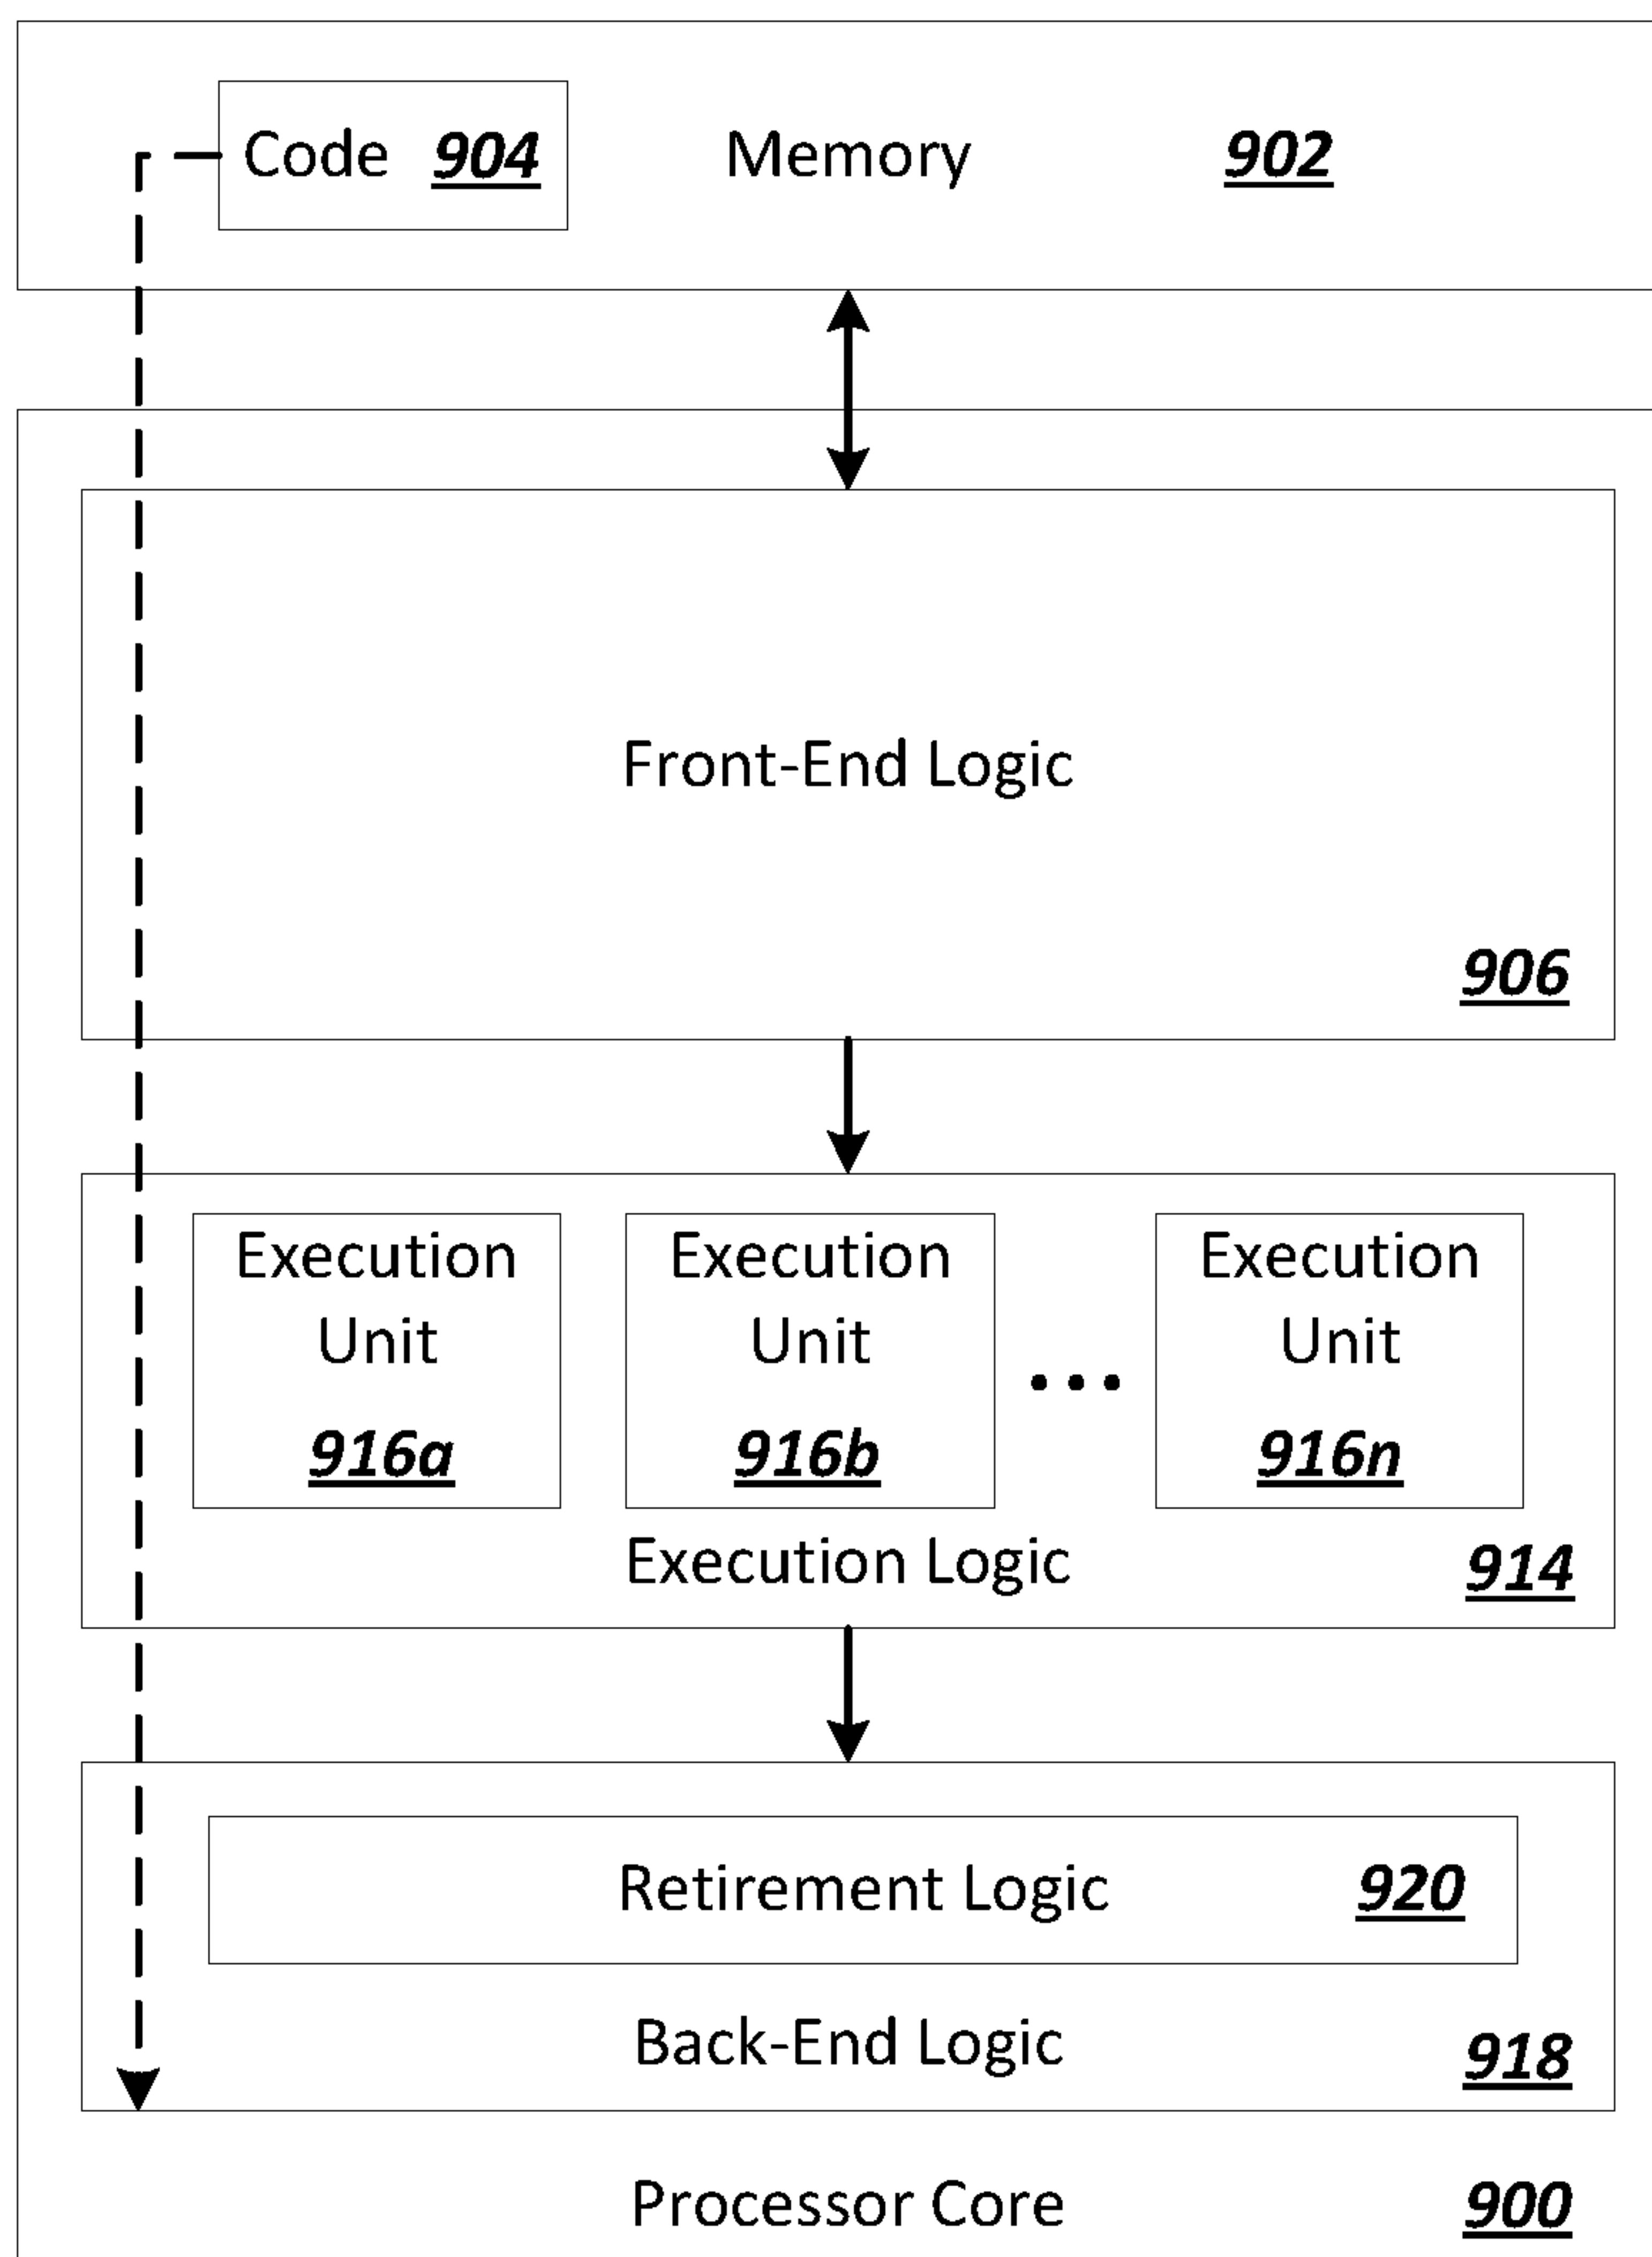 Code 904 Memory 902
Front-End Logic
906
Execution Unit 916a
Execution Unit 916b
...
Execution Unit 916n
Execution Logic 914
Retirement Logic 920
Back-End Logic 918
Processor Core 900